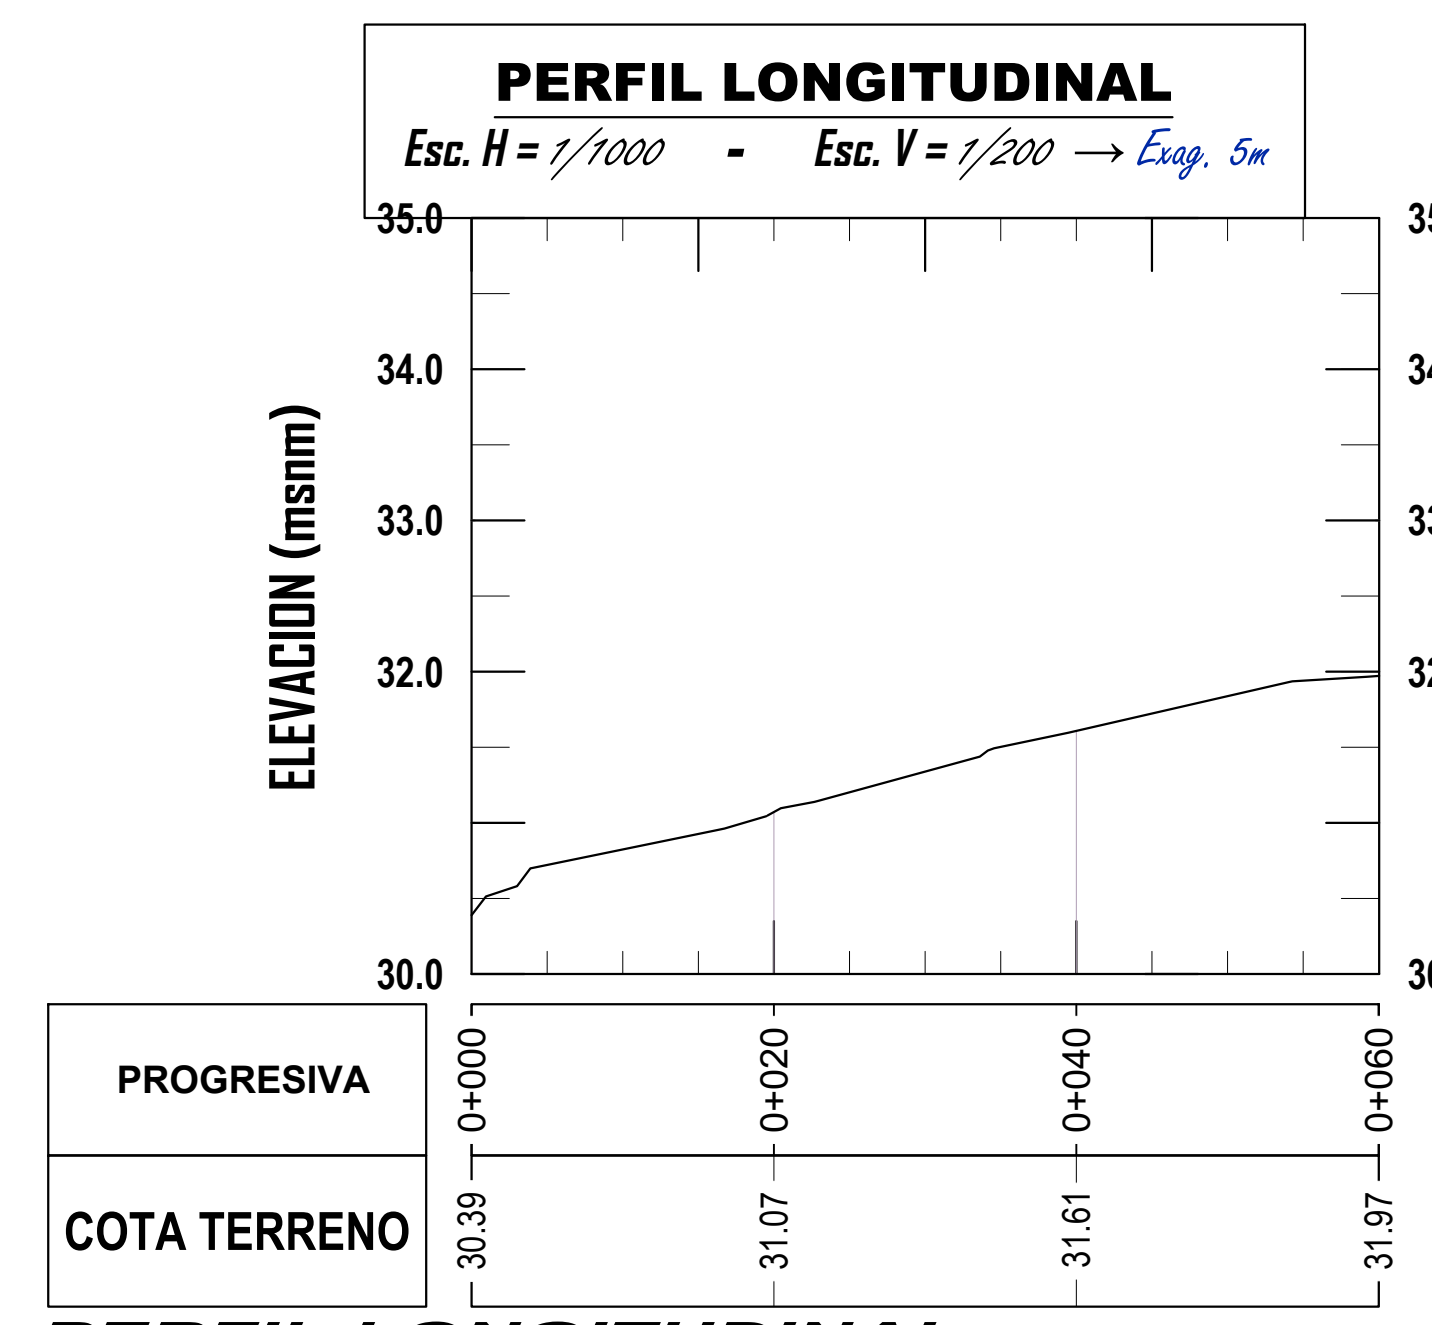 PERFIL LONGITUDINAL
Esc. H = 1/1000 - Esc. V = 1/200 → Exag. 5m
35.0
34.0
33.0
32.0
30.0
ELEVACION (msnm)
PROGRESIVA 0+000 0+020 0+040 0+060
COTA TERRENO 30.39 31.07 31.61 31.97
PERFIL LONGITUDINAL